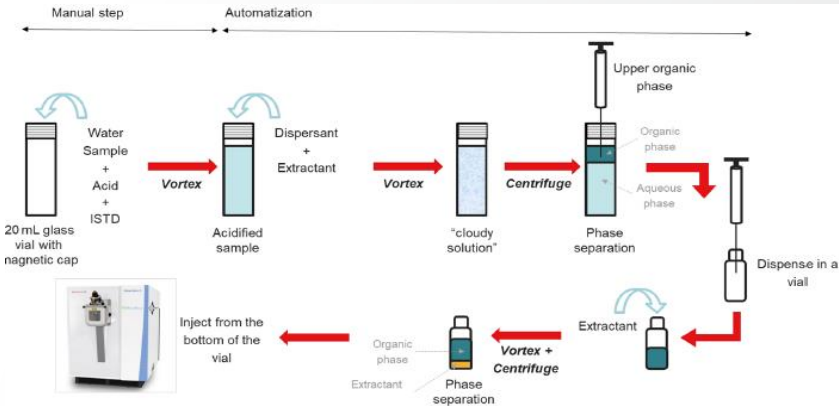 Manual step
Automatization
Upper organic
phase
Water
Sample
+
Acid
+
ISTD
Dispersant
+
Extractant
Organic
phase
Aqueous
phase
Vortex
Vortex
Centrifuge
20 mL glass
vial with
magnetic cap
Acidified
sample
“cloudy
solution”
Phase
separation
Dispense in a
viall
Inject from the
bottom of the
vial
Extractant
Organic
phase
Extractant
Vortex +
Centrifuge
Phase
separation